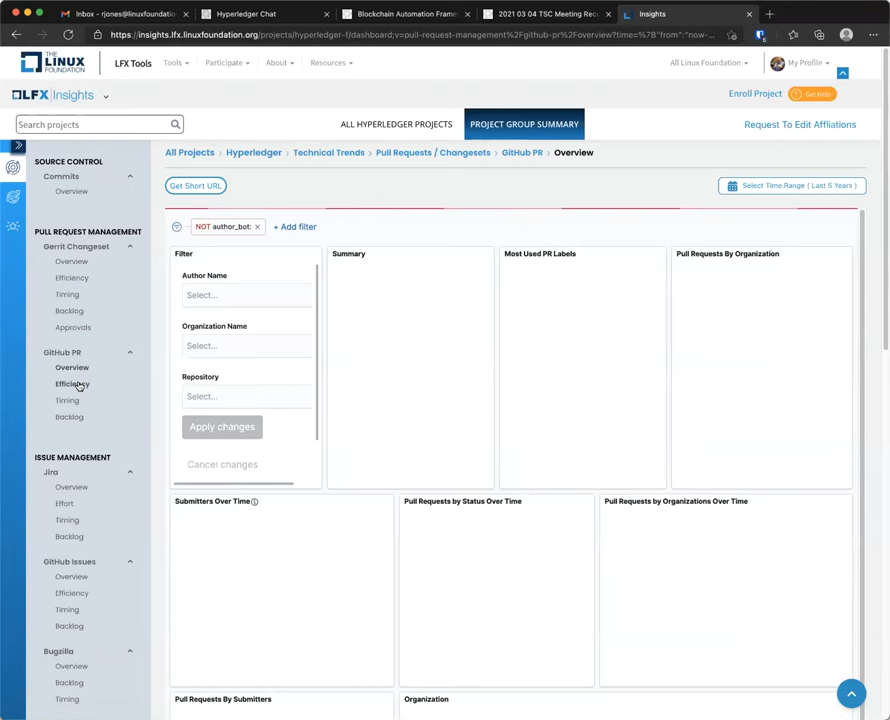 Inbox - rjones@linuxfoundation
Hyperledger Chat
Blockchain Automation Frame
2021 03 04 TSC Meeting Reco
Insights
https://insights.lfx.linuxfoundation.org/projects/hyperledger-f/dashboard;v=pull-request-management%2Fgithub-pr%2Foverview?time=%7B"from":"now-...
THE LINUX FOUNDATION
LFX Tools
Tools
Participate
About
Resources
All Linux Foundation
My Profile
LFX Insights
Enroll Project
? Get Help
Search projects
ALL HYPERLEDGER PROJECTS
PROJECT GROUP SUMMARY
Request To Edit Affliations
All Projects > Hyperledger > Technical Trends > Pull Requests / Changesets > GitHub PR > Overview
Get Short URL
Select Time Range ( Last 5 Years )
SOURCE CONTROL
Commits
Overview
PULL REQUEST MANAGEMENT
Gerrit Changeset
Overview
Efficiency
Timing
Backlog
Approvals
GitHub PR
Overview
Efficiency
Timing
Backlog
ISSUE MANAGEMENT
Jira
Overview
Effort
Timing
Backlog
GitHub Issues
Overview
Efficiency
Timing
Backlog
Bugzilla
Overview
Backlog
Timing
NOT author_bot: ×
+ Add filter
Filter
Author Name
Select...
Organization Name
Select...
Repository
Select...
Apply changes
Cancel changes
Summary
Most Used PR Labels
Pull Requests By Organization
Submitters Over Time
Pull Requests by Status Over Time
Pull Requests by Organizations Over Time
Pull Requests By Submitters
Organization